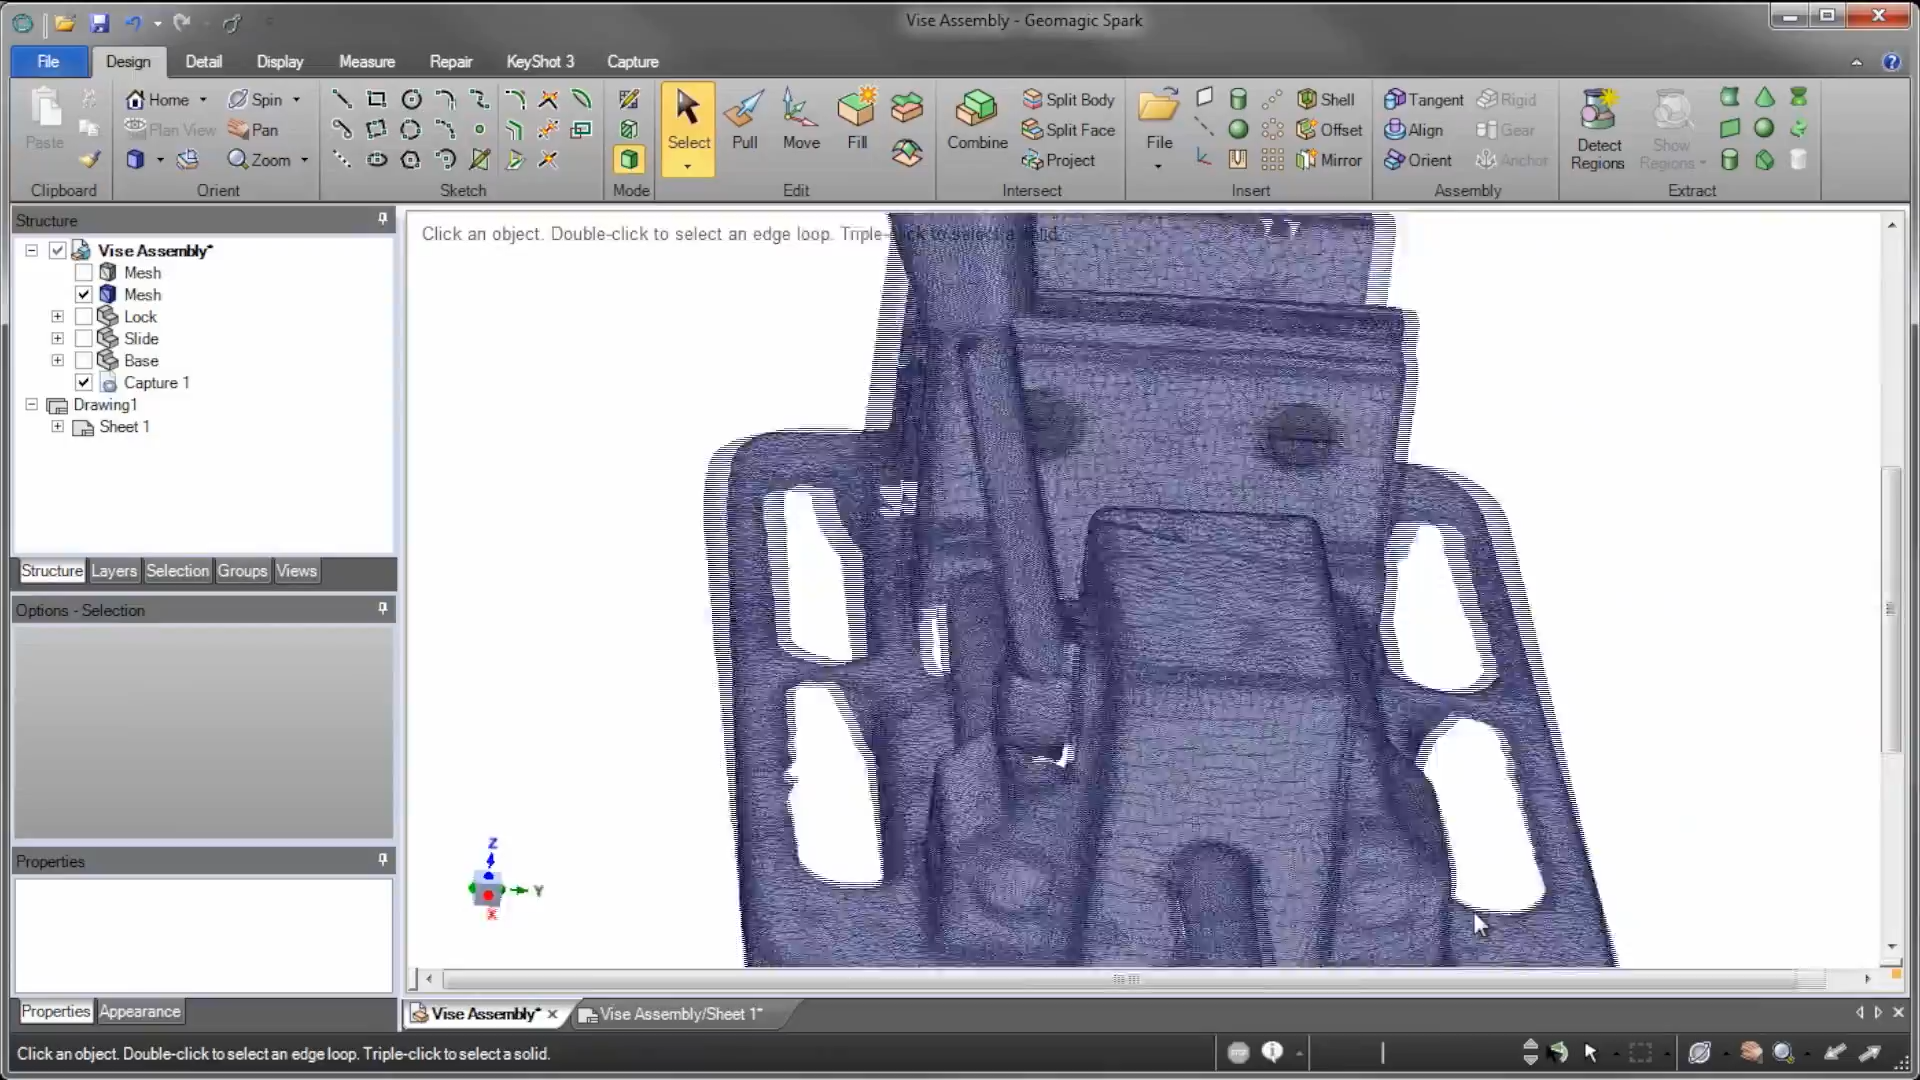 Vise Assembly - Geomagic Spark
File Design Detail Display Measure Repair KeyShot 3 Capture
Paste
Home Spin
Plan View Pan
Zoom
Select
Pull
Move
Fill
Combine
Split Body
Split Face
Project
File
Shell
Offset
Mirror
Tangent Rigid
Align Gear
Orient Anchor
Detect Regions
Show Regions
Clipboard Orient Sketch Mode Edit Intersect Insert Assembly Extract
Structure
Vise Assembly*
Mesh
Mesh
Lock
Slide
Base
Capture 1
Drawing1
Sheet 1
Structure Layers Selection Groups Views
Options - Selection
Properties
Properties Appearance
Click an object. Double-click to select an edge loop. Triple-click to select a solid.
Z
Y
X
Vise Assembly* Vise Assembly/Sheet 1*
Click an object. Double-click to select an edge loop. Triple-click to select a solid.